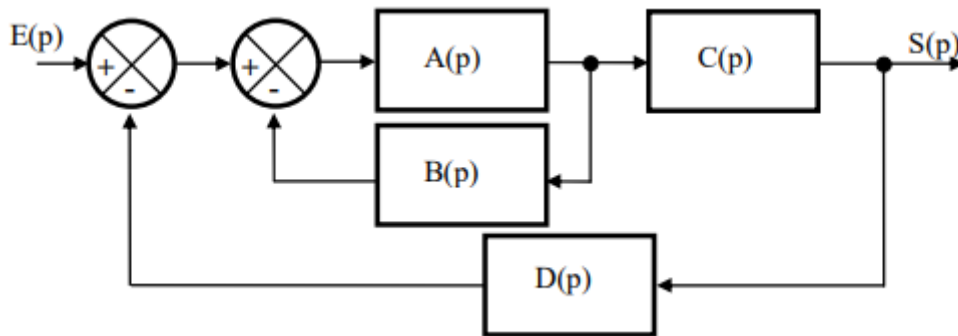 E(p)
+
-
+
-
A(p)
C(p)
S(p)
B(p)
D(p)